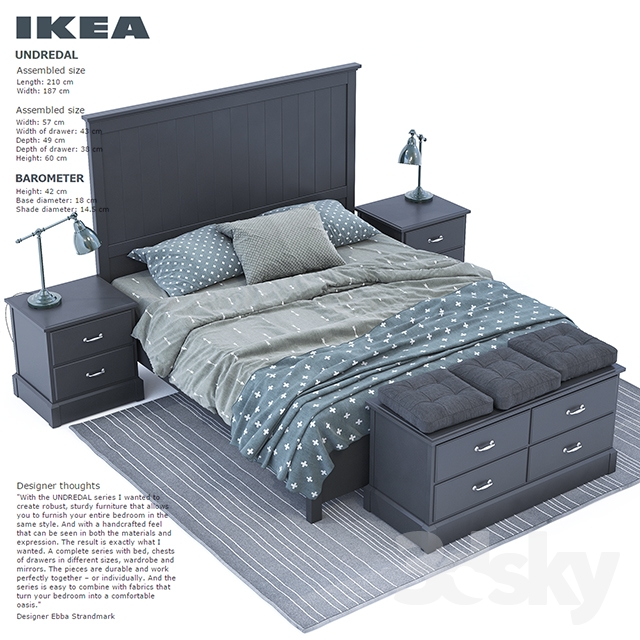 IKEA
UNDREDAL
Assembled size
Length: 210 cm
Width: 187 cm
Assembled size
Width: 57 cm
Width of drawer: 43 cm
Depth: 49 cm
Depth of drawer: 38 cm
Height: 60 cm
BAROMETER
Height: 42 cm
Base diameter: 18 cm
Shade diameter: 14.5 cm
Designer thoughts
"With the UNDREDAL series I wanted to
create robust, sturdy furniture that allows
you to furnish your entire bedroom in the
same style. And with a handcrafted feel
that can be seen in both the materials and
expression. The result is exactly what I
wanted. A complete series with bed, chests
of drawers in different sizes, wardrobe and
mirrors. The pieces are durable and work
perfectly together – or individually. And the
series is easy to combine with fabrics that
turn your bedroom into a comfortable
oasis."
Designer Ebba Strandmark
3dsky